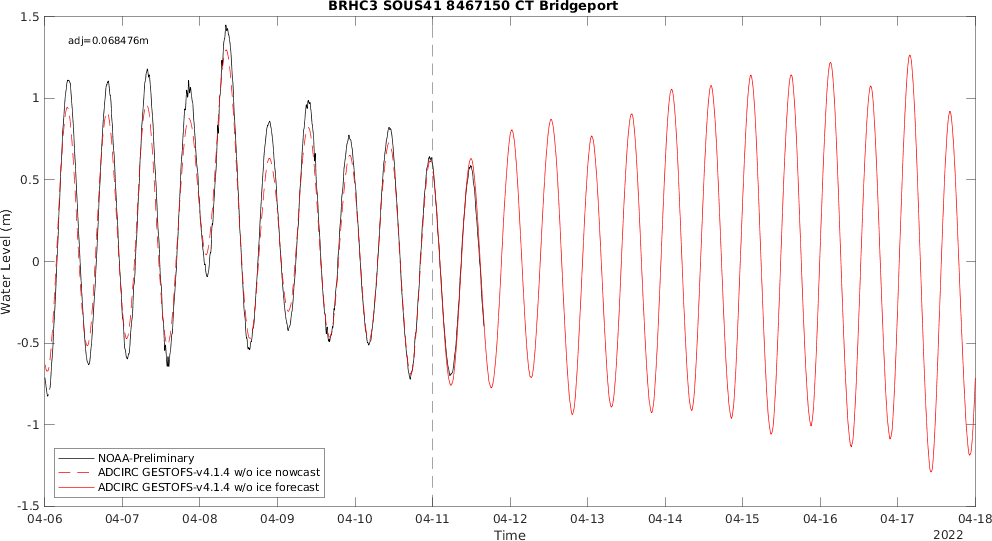 BRHC3 SOUS41 8467150 CT Bridgeport
adj=0.068476m
1.5
1
0.5
0
-0.5
-1
-1.5
Water Level (m)
NOAA-Preliminary
ADCIRC GESTOFS-v4.1.4 w/o ice nowcast
ADCIRC GESTOFS-v4.1.4 w/o ice forecast
04-06 04-07 04-08 04-09 04-10 04-11 04-12 04-13 04-14 04-15 04-16 04-17 04-18
Time
2022